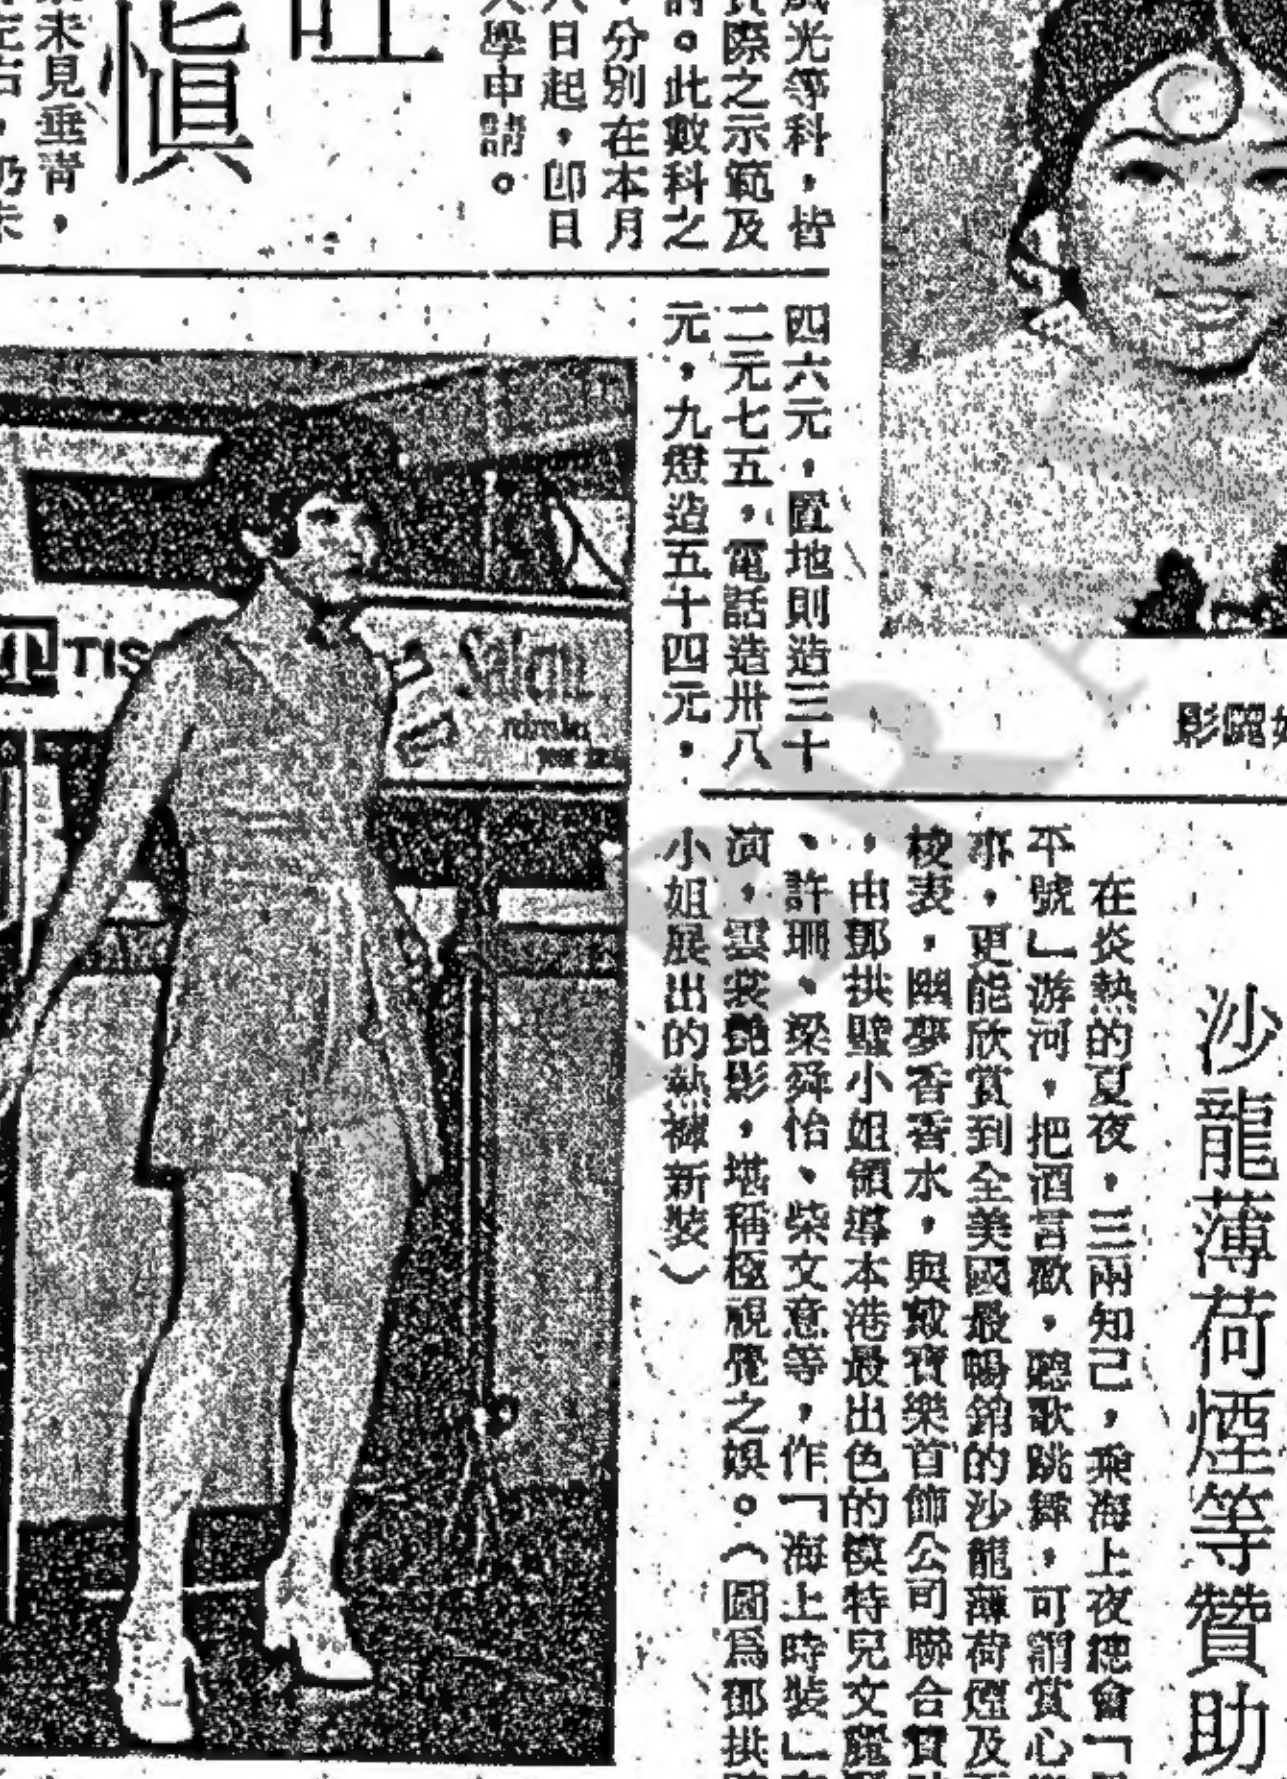 光等科，皆
際之示範及
。此數科之
，分別在本月
日起，即日
學申請。
未見垂青，
慎
四六元，置地則造三十
二元七五，電話造卅八
元，九燈造五十四元。
沙龍薄荷煙等贊助
在炎熱的夏夜，三兩知己，乘海上夜總會「
平號」游河，把酒言歡，聽歌跳舞，可謂賞心
事，更能欣賞到全美國最暢銷的沙龍薄荷煙及
梭表，幽夢香香水，與戴寶樂首飾公司聯合贊
，由鄧拱璧小姐領導本港最出色的模特兒文麗
、許珊、梁舜怡、柴文意等，作「海上時裝」
演，雲裳艷影，堪稱極視覺之娛。（圖為鄧拱
小姐展出的熱褲新裝）
TIS
Salem